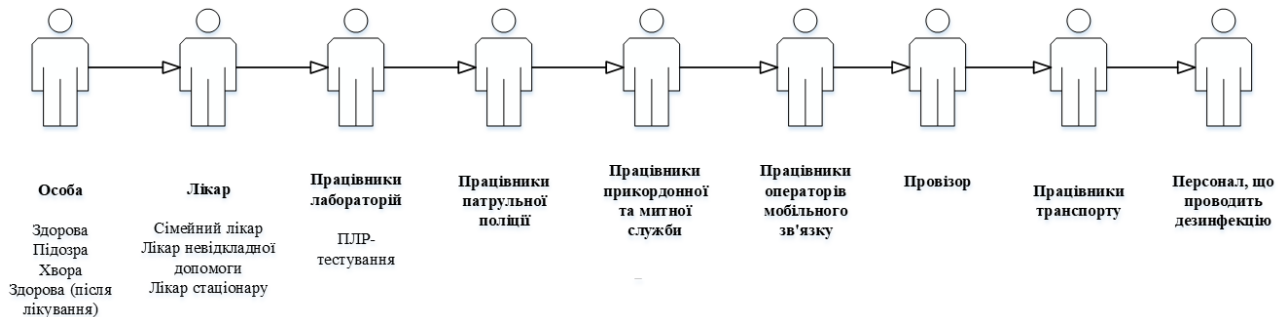 Особа
Здорова
Підозра
Хвора
Здорова (після
лікування)
Лікар
Сімейний лікар
Лікар невідкладної
допомоги
Лікар стаціонару
Працівники
лабораторій
ПЛР-
тестування
Працівники
патрульної
поліції
Працівники
прикордонної
та митної
служби
Працівники
операторів
мобільного
зв'язку
Провізор
Працівники
транспорту
Персонал, що
проводить
дезинфекцію